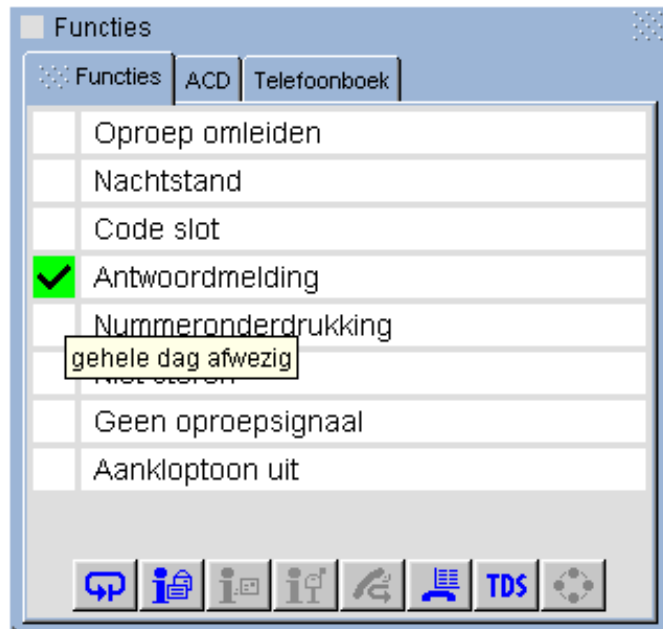 Functies
Functies ACD Telefoonboek
Oproep omleiden
Nachtstand
Code slot
Antwoordmelding
Nummeronderdrukking
gehele dag afwezig
Geen oproepsignaal
Aankloptoon uit
TDS